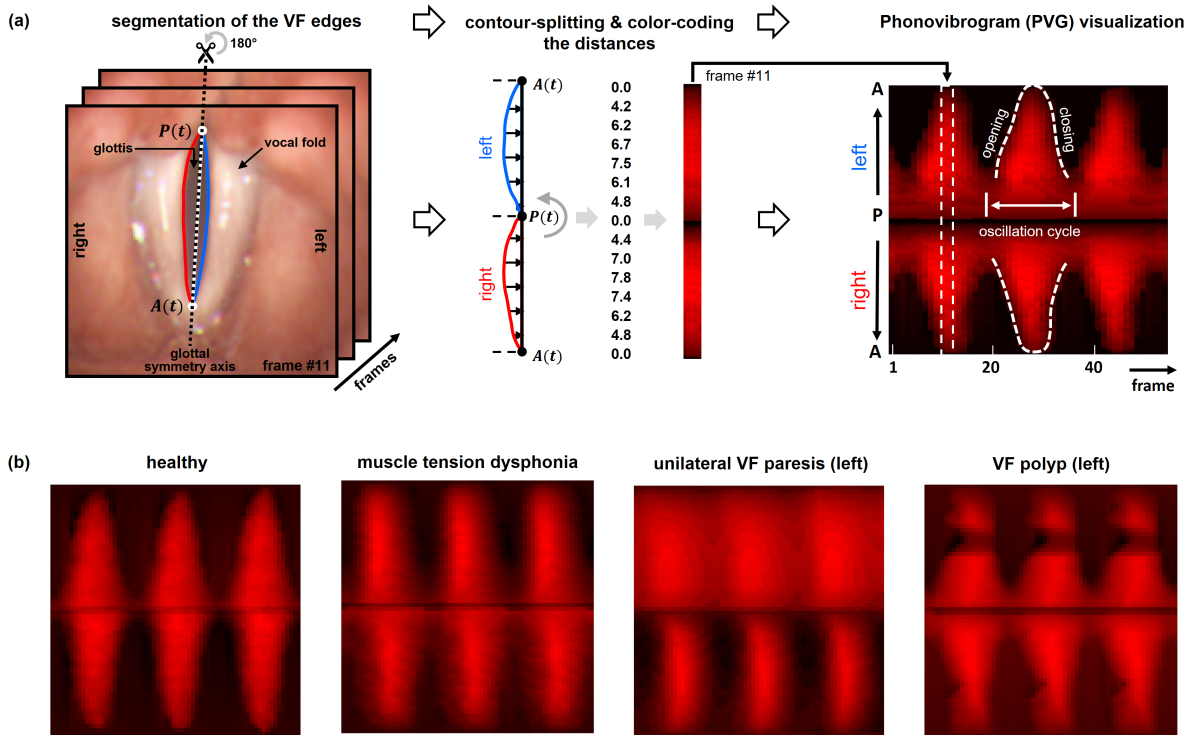 (a)
segmentation of the VF edges
180°
P(t)
glottis
vocal fold
right
left
A(t)
glottal
symmetry axis
frame #11
frames
contour-splitting & color-coding
the distances
A(t)
left
P(t)
right
A(t)
0.0
4.2
6.2
6.7
7.5
6.1
4.8
0.0
4.4
7.0
7.8
7.4
6.2
4.8
0.0
frame #11
Phonovibrogram (PVG) visualization
A
left
P
right
A
opening
closing
oscillation cycle
1
20
40
frame
(b)
healthy
muscle tension dysphonia
unilateral VF paresis (left)
VF polyp (left)